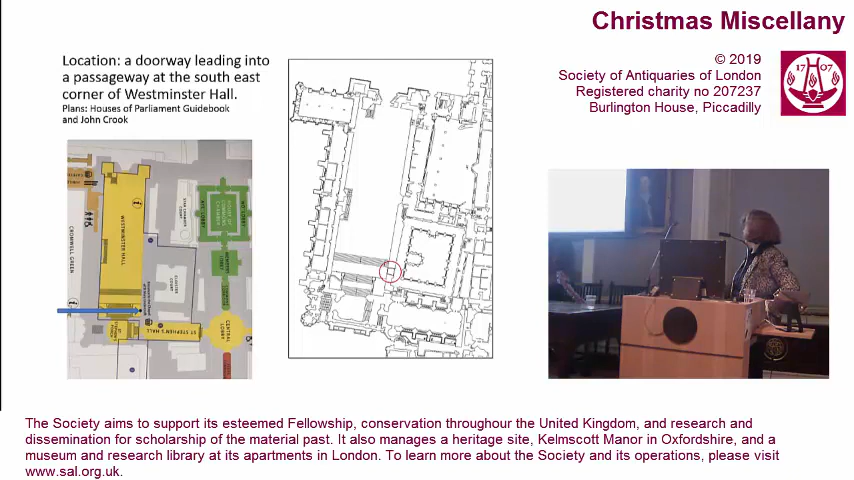 Christmas Miscellany
© 2019
Society of Antiquaries of London
Registered charity no 207237
Burlington House, Piccadilly
17 07
Location: a doorway leading into
a passageway at the south east
corner of Westminster Hall.
Plans: Houses of Parliament Guidebook
and John Crook
WESTMINSTER HALL
CROMWELL GREEN
ST STEPHEN'S HALL
CENTRAL
LOBBY
The Society aims to support its esteemed Fellowship, conservation throughour the United Kingdom, and research and
dissemination for scholarship of the material past. It also manages a heritage site, Kelmscott Manor in Oxfordshire, and a
museum and research library at its apartments in London. To learn more about the Society and its operations, please visit
www.sal.org.uk.